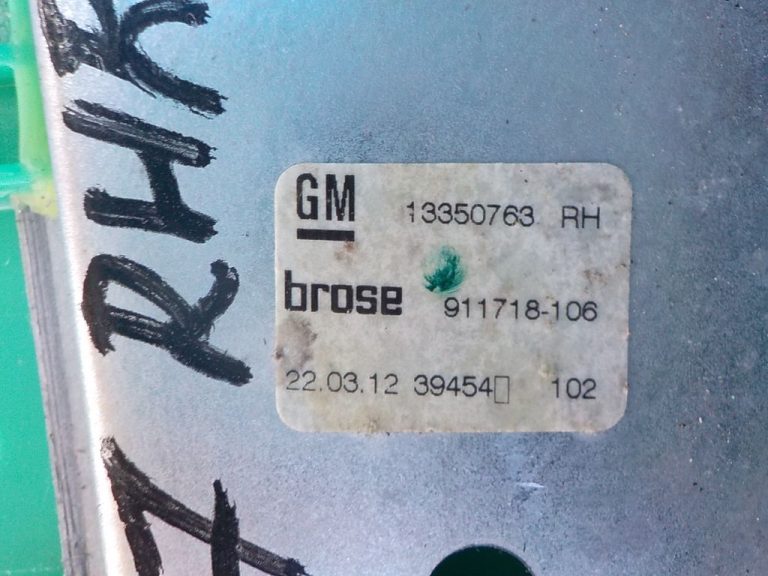 GM 13350763 RH
brose 911718-106
22.03.12 39454▯ 102
RHR